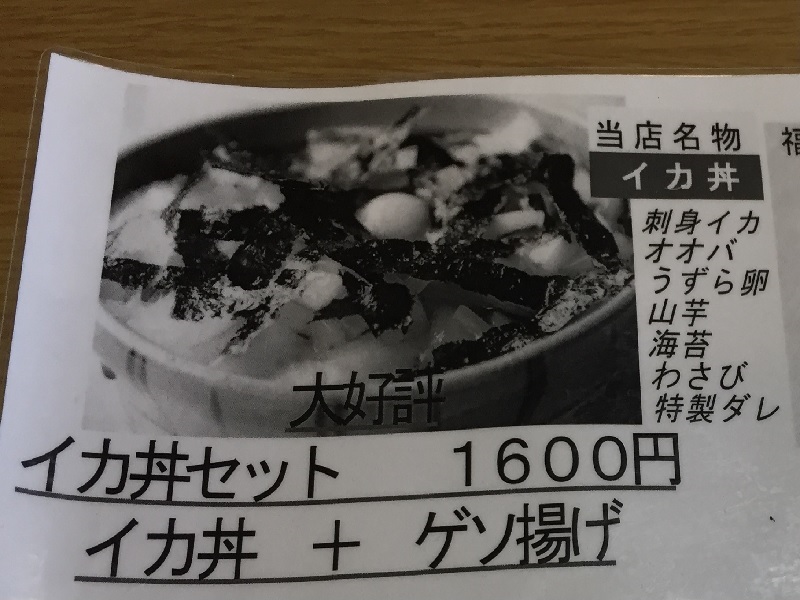 当店名物
イカ丼
刺身イカ
オオバ
うずら卵
山芋
海苔
わさび
特製ダレ
大好評
イカ丼セット 1600円
イカ丼 + ゲソ揚げ